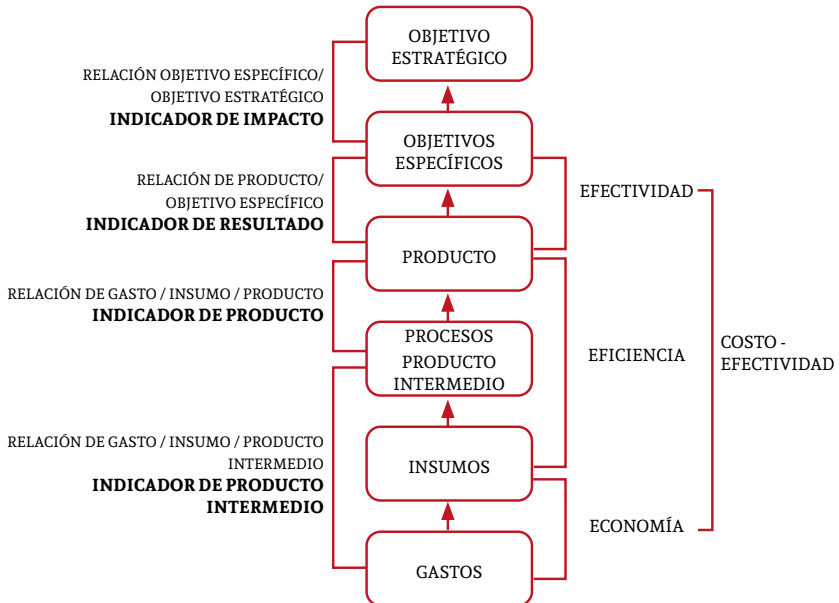 OBJETIVO
ESTRATÉGICO
RELACIÓN OBJETIVO ESPECÍFICO/
OBJETIVO ESTRATÉGICO
INDICADOR DE IMPACTO
OBJETIVOS
ESPECÍFICOS
RELACIÓN DE PRODUCTO/
OBJETIVO ESPECÍFICO
INDICADOR DE RESULTADO
EFECTIVIDAD
PRODUCTO
RELACIÓN DE GASTO / INSUMO / PRODUCTO
INDICADOR DE PRODUCTO
PROCESOS
PRODUCTO
INTERMEDIO
EFICIENCIA
COSTO -
EFECTIVIDAD
RELACIÓN DE GASTO / INSUMO / PRODUCTO
INTERMEDIO
INDICADOR DE PRODUCTO
INTERMEDIO
INSUMOS
ECONOMÍA
GASTOS